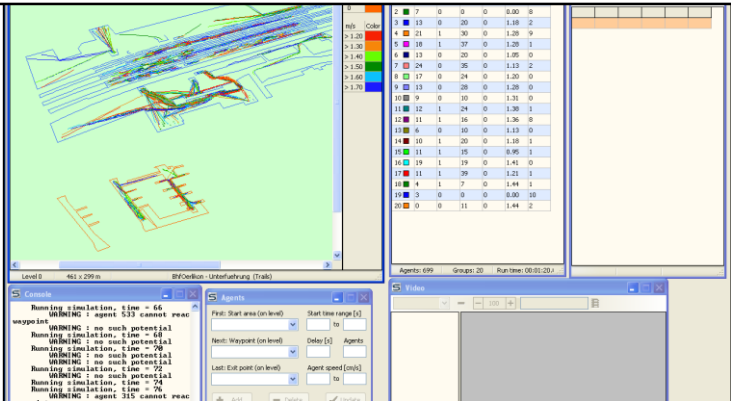 0
m/s Color
> 1.20
> 1.30
> 1.40
> 1.50
> 1.60
> 1.70
Level 0 461 x 299 m BhfOerlikon - Unterfuehrung (Trails)
2 7 0 0 0 0.00 8
3 13 0 20 0 1.18 2
4 21 1 30 0 1.28 9
5 18 1 37 0 1.28 1
6 13 0 20 0 1.05 0
7 24 0 35 0 1.13 2
8 17 0 24 0 1.20 0
9 13 0 28 0 1.28 0
10 9 0 10 0 1.31 0
11 12 1 24 0 1.38 1
12 11 1 16 0 1.36 8
13 6 0 10 0 1.13 0
14 10 1 20 0 1.18 1
15 11 1 15 0 0.95 1
16 19 1 19 0 1.41 0
17 11 1 39 0 1.21 1
18 4 1 7 0 1.44 1
19 3 0 0 0 0.00 10
20 0 0 11 0 1.44 2
Agents: 699 Groups: 20 Run time: 00:01:20.
Console
Running simulation, time = 66
WARNING : agent 533 cannot reac
waypoint
WARNING : no such potential
Running simulation, time = 68
WARNING : no such potential
Running simulation, time = 70
WARNING : no such potential
WARNING : no such potential
Running simulation, time = 72
WARNING : no such potential
Running simulation, time = 74
Running simulation, time = 76
WARNING : agent 315 cannot reac
Agents
First: Start area (on level) Start time range [s]
to
Next: Waypoint (on level) Delay [s] Agents
Last: Exit point (on level) Agent speed [cm/s]
to
Add Delete Update
Video
100